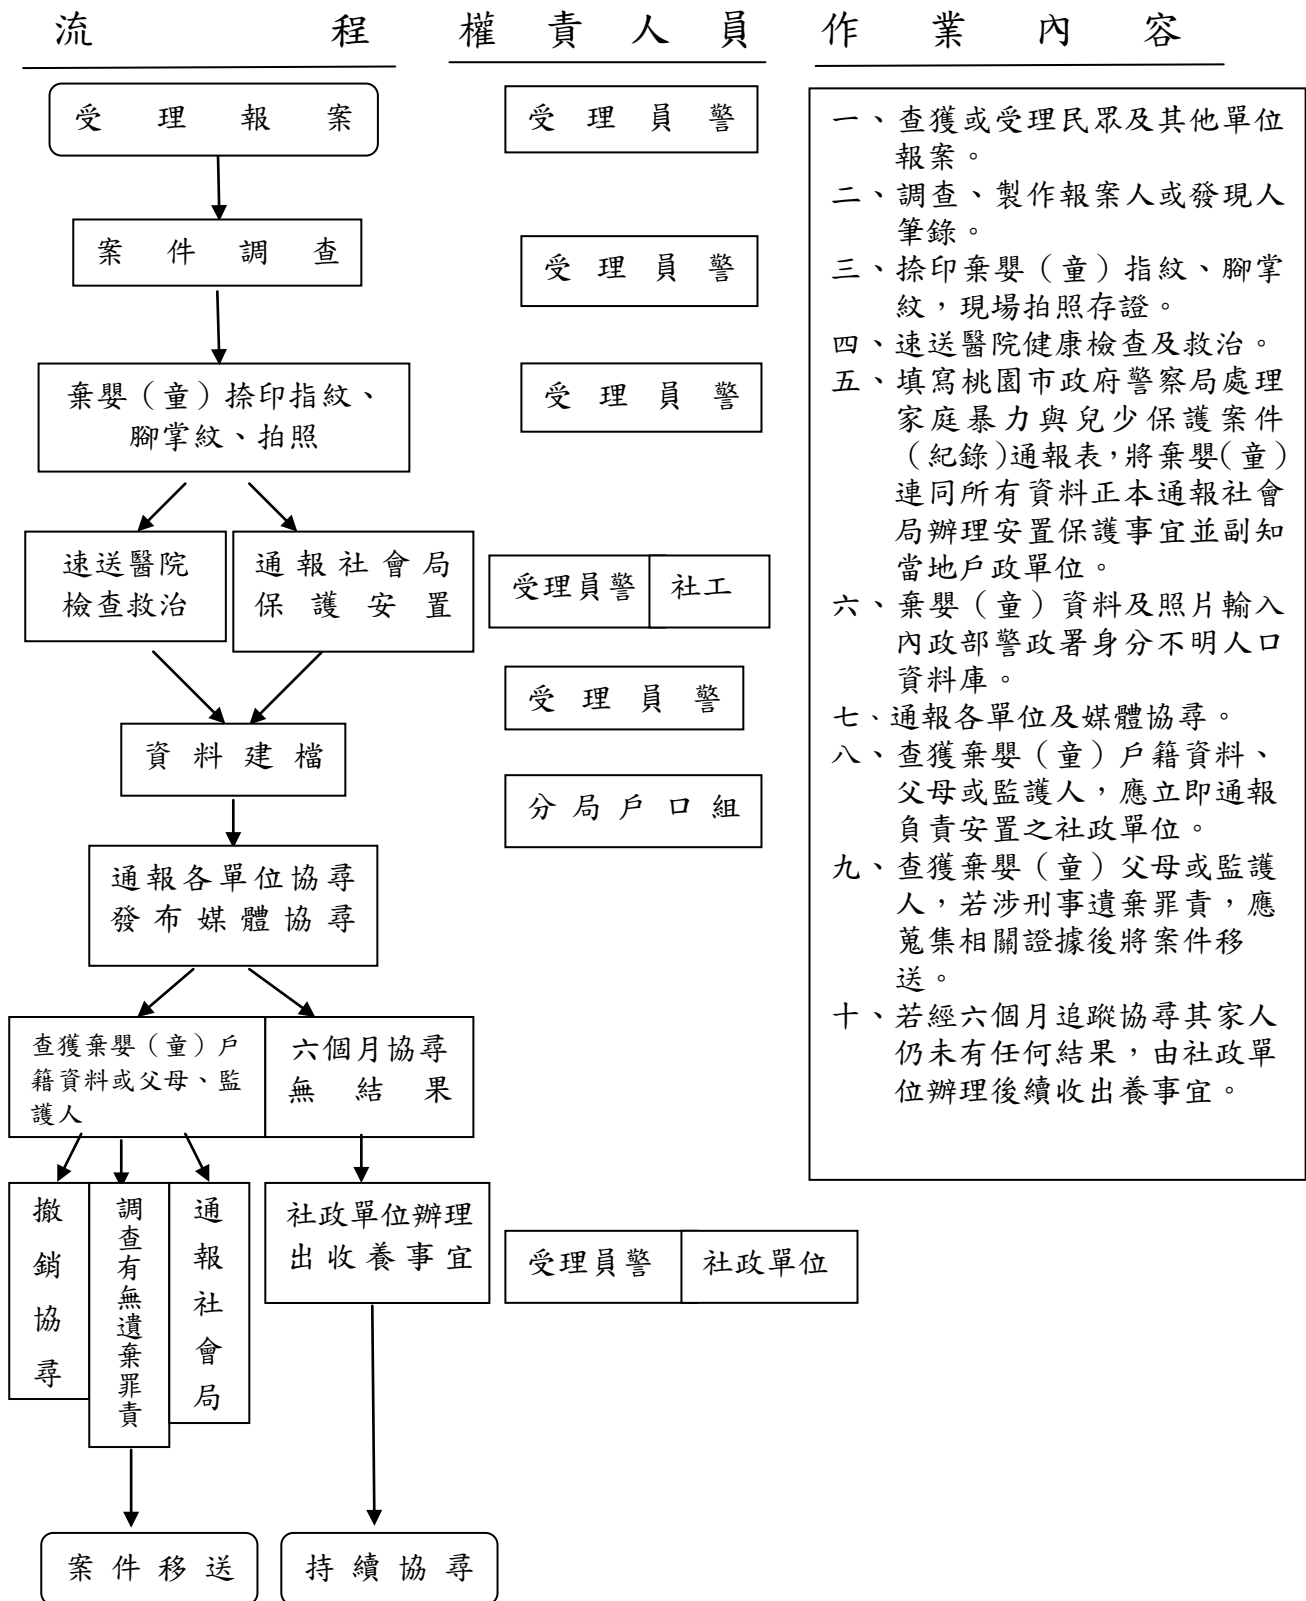 流程
權責人員
作業內容
受理報案
案件調查
棄嬰（童）捺印指紋、
腳掌紋、拍照
速送醫院
檢查救治
通報社會局
保護安置
資料建檔
通報各單位協尋
發布媒體協尋
查獲棄嬰（童）戶
籍資料或父母、監
護人
六個月協尋
無結果
撤銷協尋
調查有無遺棄罪責
通報社會局
社政單位辦理
出收養事宜
案件移送
持續協尋
受理員警
受理員警
受理員警
受理員警
社工
受理員警
分局戶口組
受理員警
社政單位
一、查獲或受理民眾及其他單位
報案。
二、調查、製作報案人或發現人
筆錄。
三、捺印棄嬰（童）指紋、腳掌
紋，現場拍照存證。
四、速送醫院健康檢查及救治。
五、填寫桃園市政府警察局處理
家庭暴力與兒少保護案件
（紀錄)通報表，將棄嬰(童）
連同所有資料正本通報社會
局辦理安置保護事宜並副知
當地戶政單位。
六、棄嬰（童）資料及照片輸入
內政部警政署身分不明人口
資料庫。
七、通報各單位及媒體協尋。
八、查獲棄嬰（童）戶籍資料、
父母或監護人，應立即通報
負責安置之社政單位。
九、查獲棄嬰（童）父母或監護
人，若涉刑事遺棄罪責，應
蒐集相關證據後將案件移
送。
十、若經六個月追蹤協尋其家人
仍未有任何結果，由社政單
位辦理後續收出養事宜。